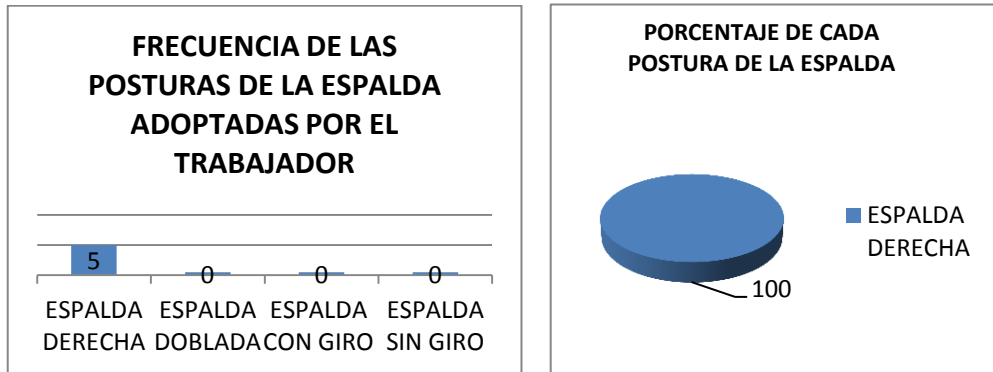 FRECUENCIA DE LAS
POSTURAS DE LA ESPALDA
ADOPTADAS POR EL
TRABAJADOR
5 0 0 0
ESPALDA ESPALDA ESPALDA ESPALDA
DERECHA DOBLADA CON GIRO SIN GIRO
PORCENTAJE DE CADA
POSTURA DE LA ESPALDA
ESPALDA
DERECHA
100